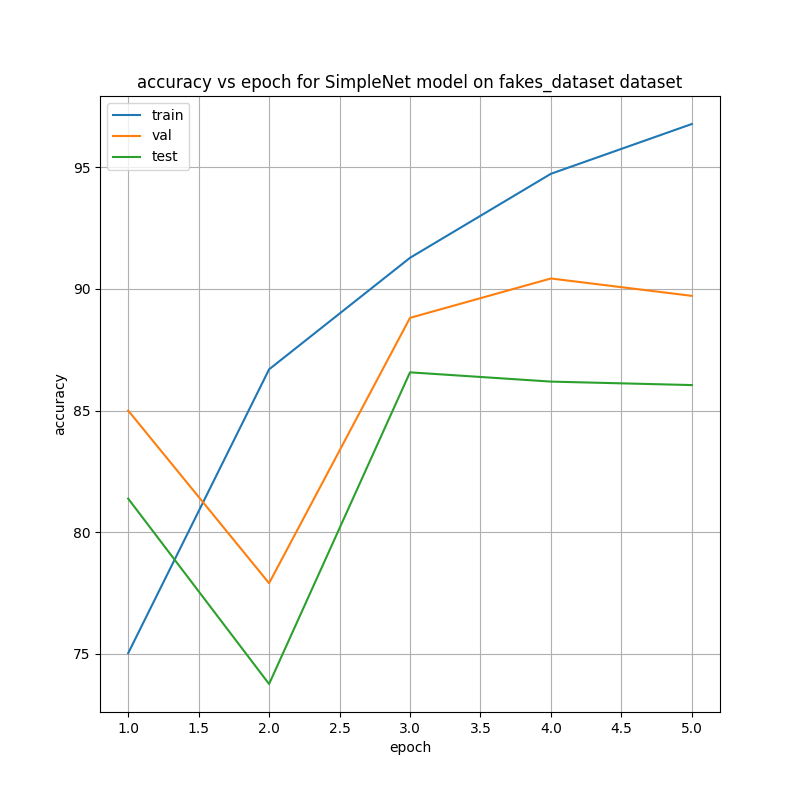 accuracy vs epoch for SimpleNet model on fakes_dataset dataset
train
val
test
95
90
85
80
75
accuracy
1.0 1.5 2.0 2.5 3.0 3.5 4.0 4.5 5.0
epoch